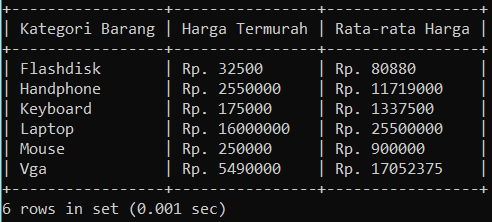 +-----------------+----------------+------------------+
| Kategori Barang | Harga Termurah | Rata-rata Harga |
+-----------------+----------------+------------------+
| Flashdisk | Rp. 32500 | Rp. 80880 |
| Handphone | Rp. 2550000 | Rp. 11719000 |
| Keyboard | Rp. 175000 | Rp. 1337500 |
| Laptop | Rp. 16000000 | Rp. 25500000 |
| Mouse | Rp. 250000 | Rp. 900000 |
| Vga | Rp. 5490000 | Rp. 17052375 |
+-----------------+----------------+------------------+
6 rows in set (0.001 sec)